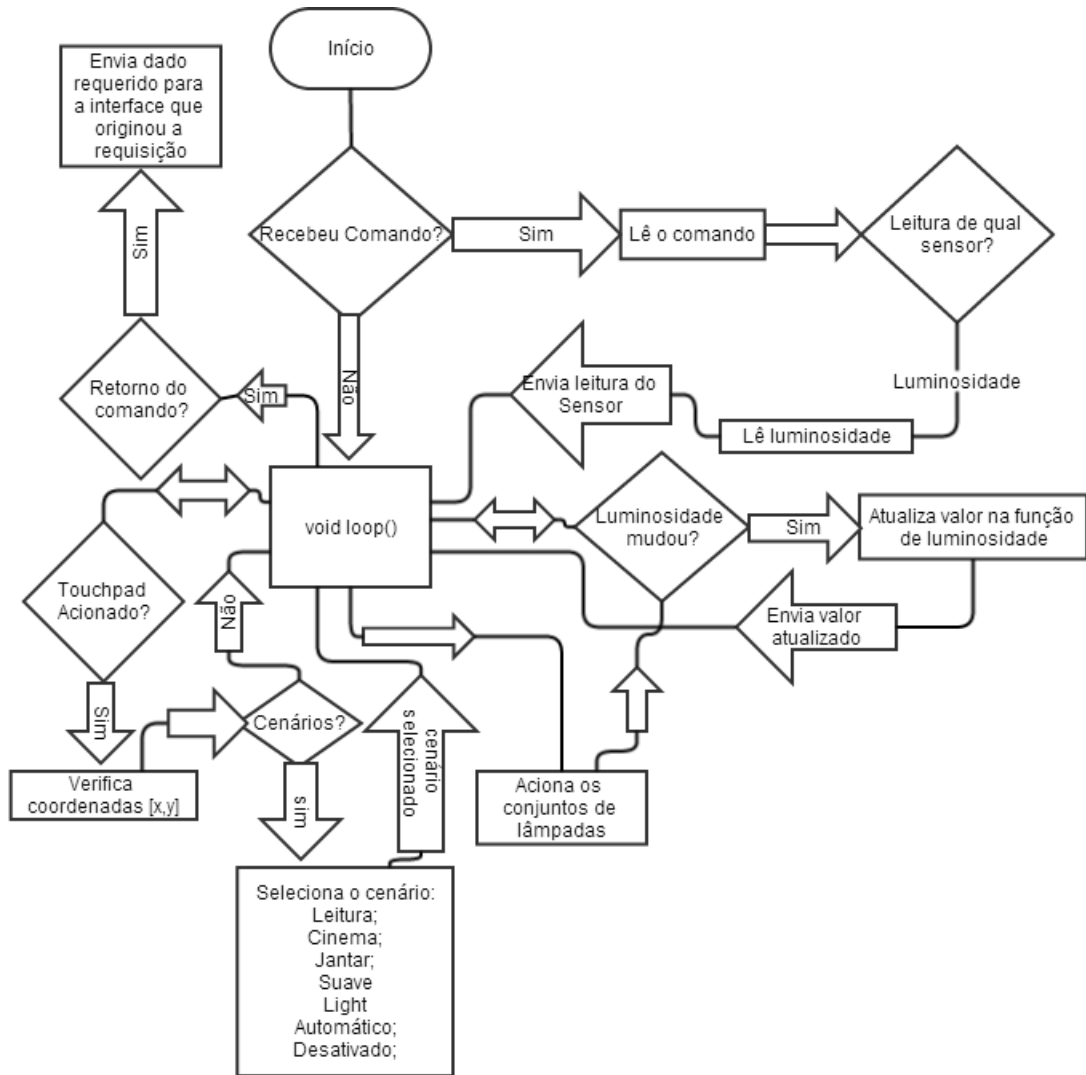 Início
Envia dado
requerido para
a interface que
originou a
requisição
Sim
Recebeu Comando?
Sim
Lê o comando
Leitura de qual
sensor?
Não
Retorno do
comando?
Sim
Envia leitura do
Sensor
Luminosidade
Lê luminosidade
void loop()
Luminosidade
mudou?
Sim
Atualiza valor na função
de luminosidade
Touchpad
Acionado?
Não
Envia valor
atualizado
Sim
Cenários?
cenário
selecionado
Verifica
coordenadas [x,y]
sim
Aciona os
conjuntos de
lâmpadas
Seleciona o cenário:
Leitura;
Cinema;
Jantar;
Suave
Light
Automático;
Desativado;